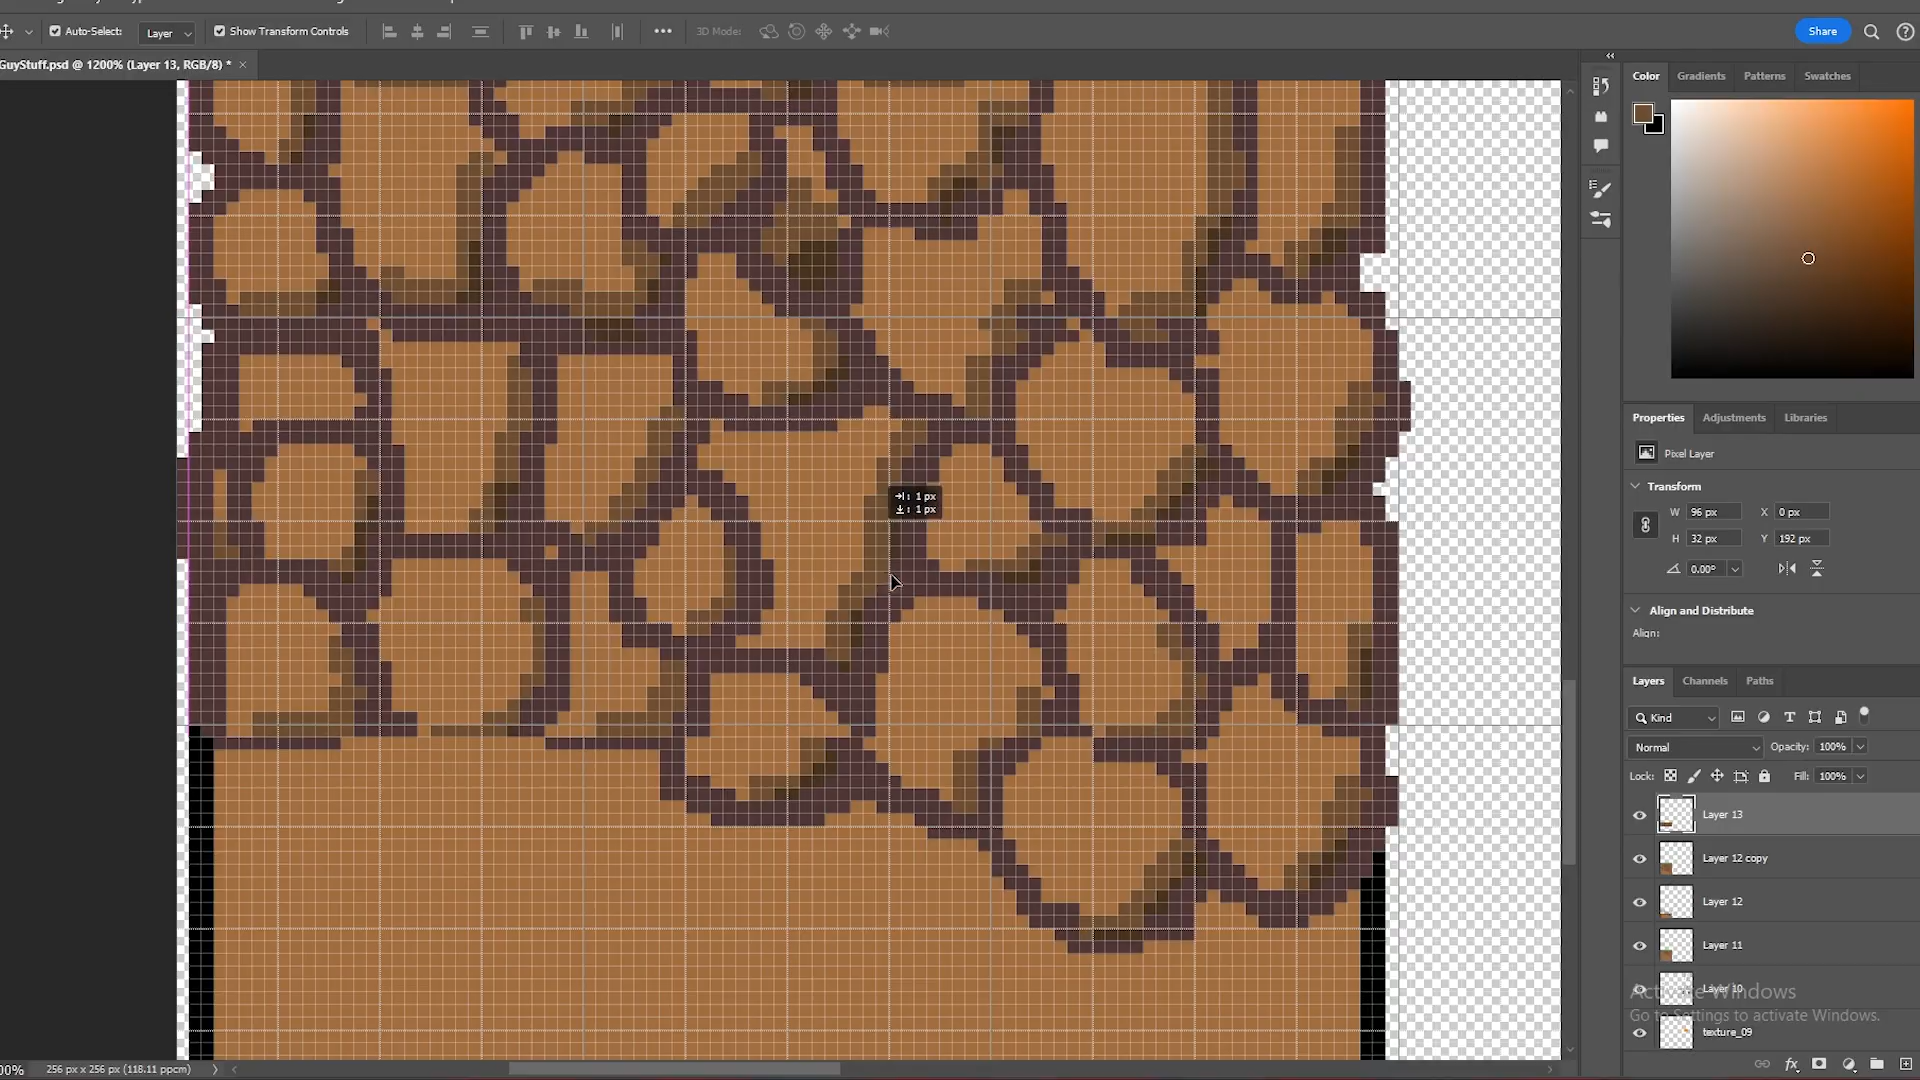 Auto-Select: Layer Show Transform Controls 3D Mode: Share
GuyStuff.psd @ 1200% (Layer 13, RGB/8) *
Color Gradients Patterns Swatches
Properties Adjustments Libraries
Pixel Layer
Transform
W 96 px X 0 px
H 32 px Y 192 px
0.00°
Align and Distribute
Align:
: 1 px
: 1 px
Layers Channels Paths
Kind
Normal Opacity: 100%
Lock: Fill: 100%
Layer 13
Layer 12 copy
Layer 12
Layer 11
Layer 10
Activate Windows
Go to Settings to activate Windows.
texture_09
00% 256 px x 256 px (118.11 ppcm)